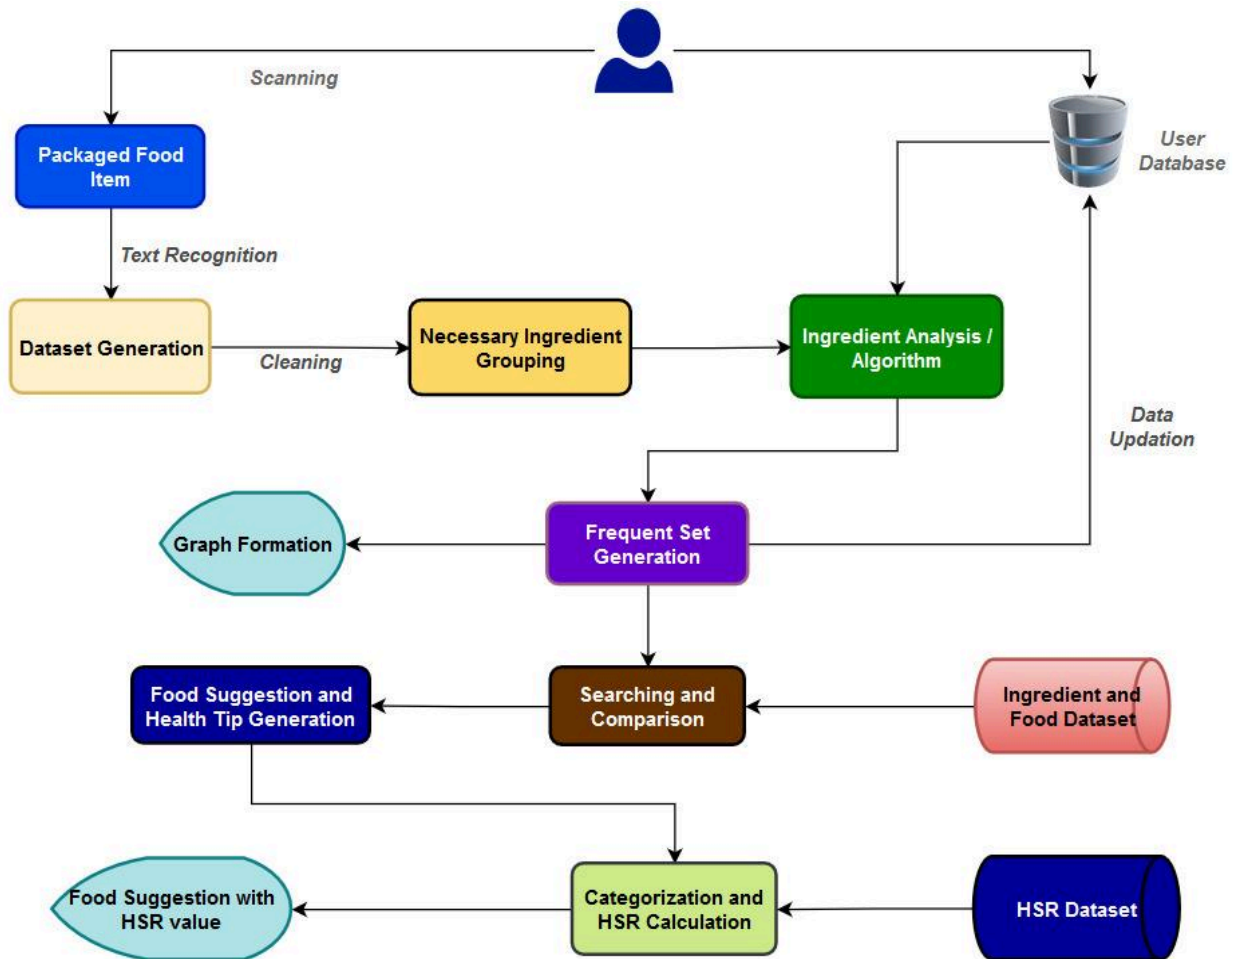 Scanning
Packaged Food
Item
User
Database
Text Recognition
Dataset Generation
Cleaning
Necessary Ingredient
Grouping
Ingredient Analysis /
Algorithm
Data
Updation
Graph Formation
Frequent Set
Generation
Food Suggestion and
Health Tip Generation
Searching and
Comparison
Ingredient and
Food Dataset
Food Suggestion with
HSR value
Categorization and
HSR Calculation
HSR Dataset